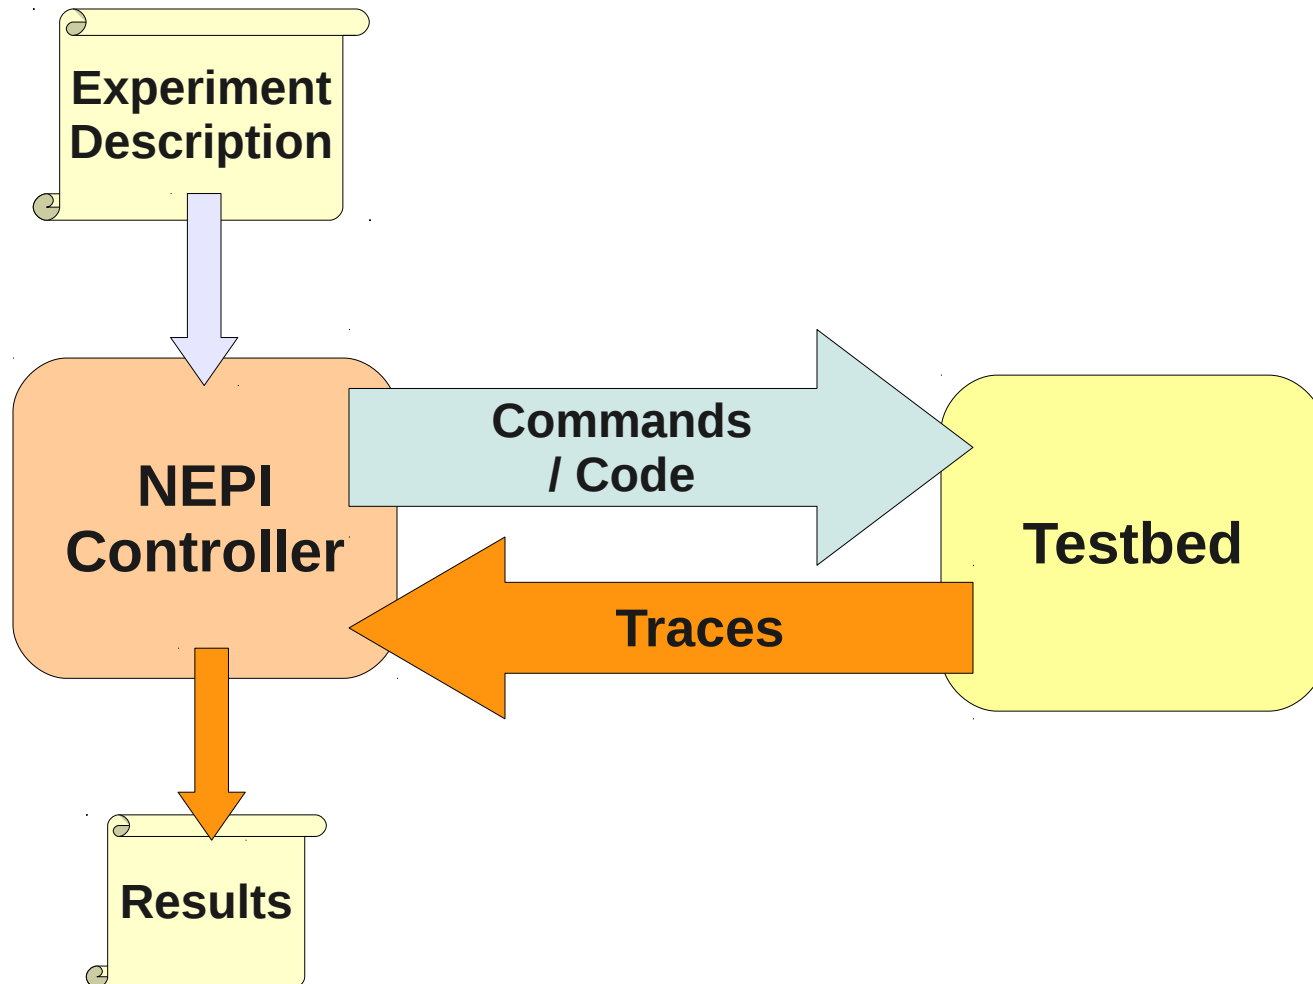 Experiment
Description
Commands
/ Code
NEPI
Controller
Testbed
Traces
Results